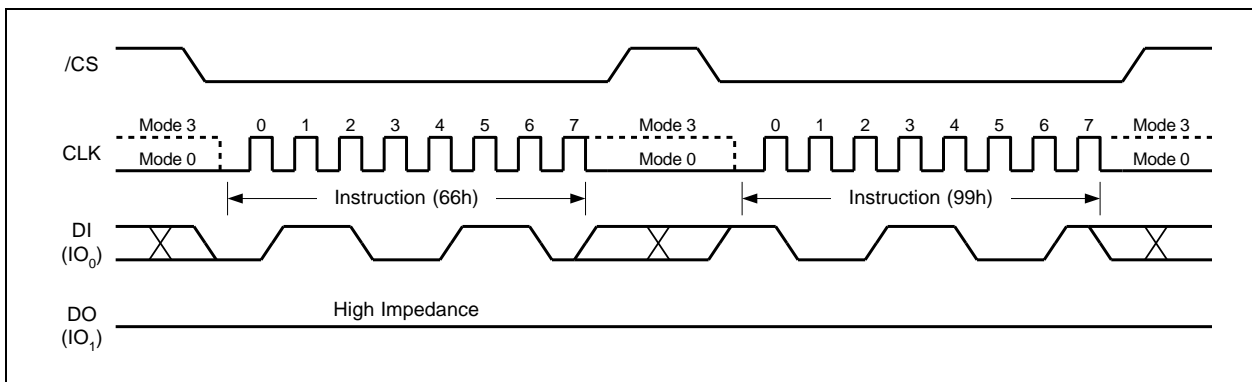 /CS
Mode 3 0 1 2 3 4 5 6 7 Mode 3 0 1 2 3 4 5 6 7 Mode 3
CLK
Mode 0 Mode 0 Mode 0
Instruction (66h) Instruction (99h)
DI
(IO₀)
High Impedance
DO
(IO₁)